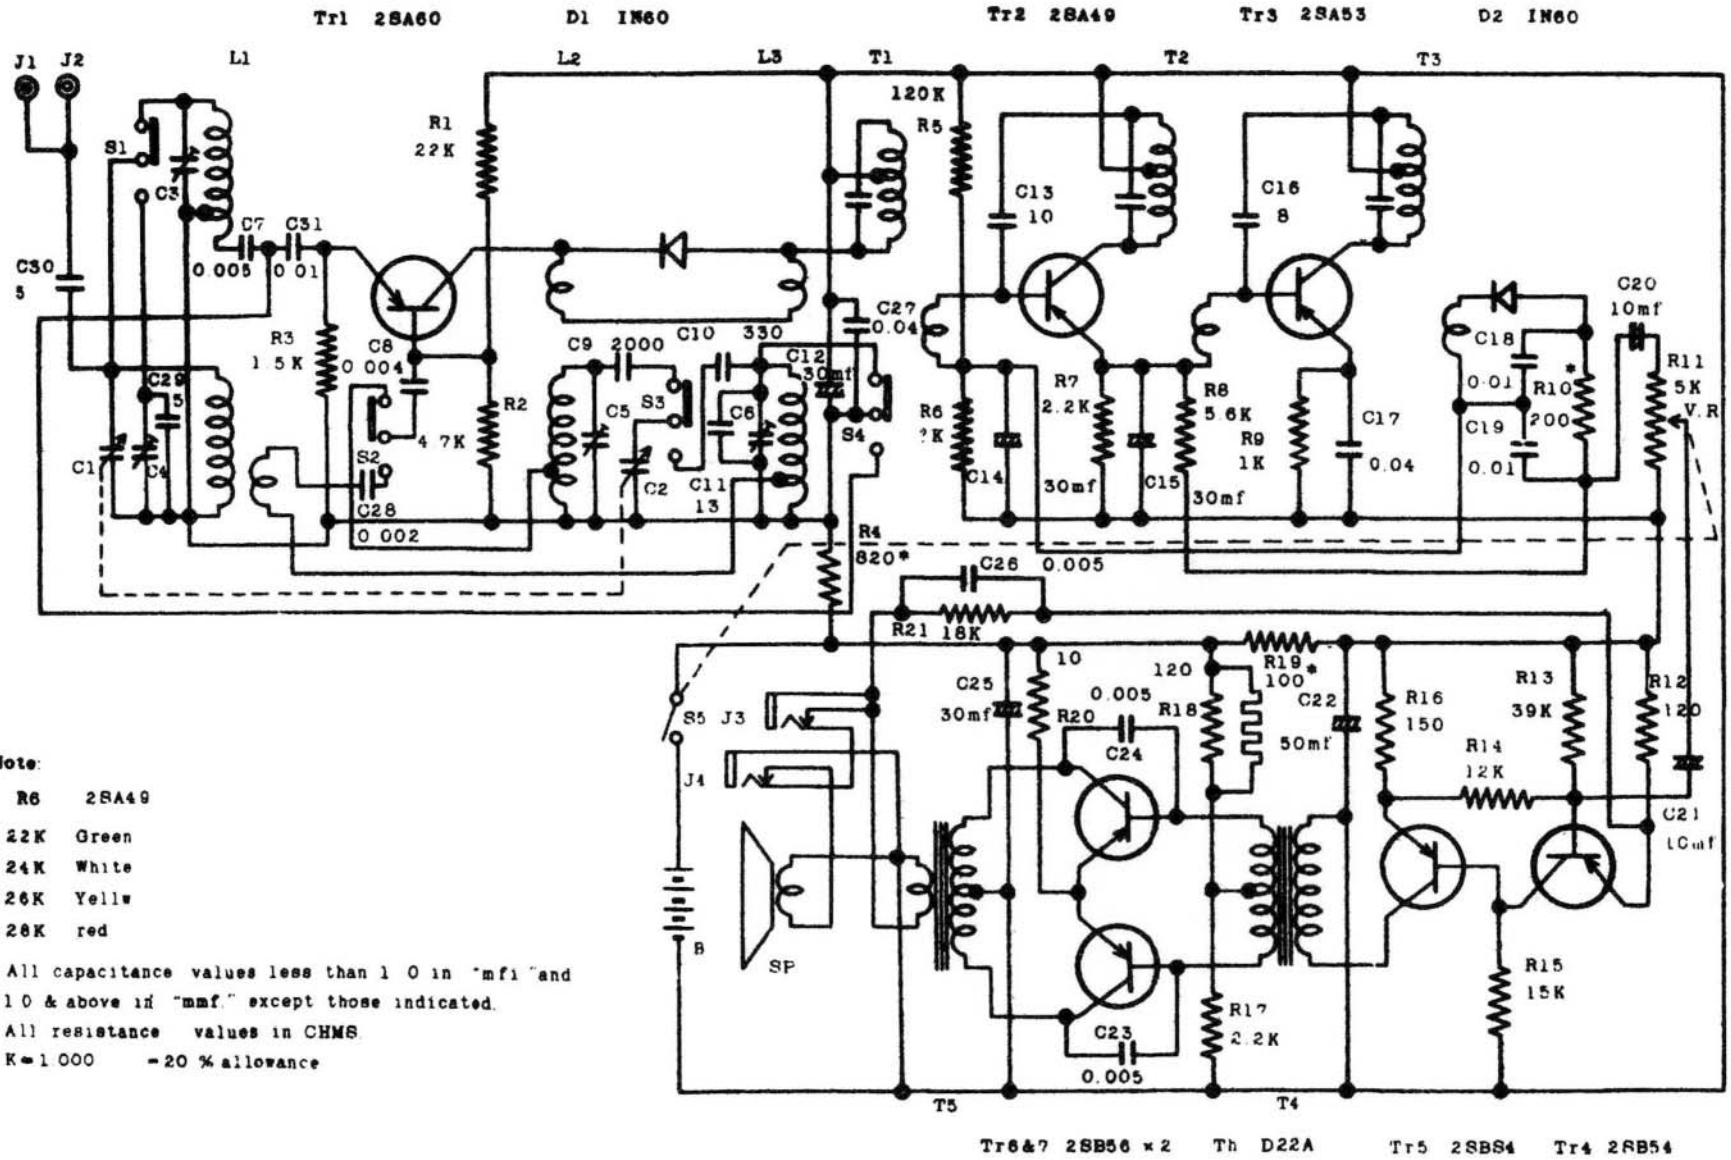 Tr1 2SA60
D1 IN60
Tr2 2SA49
Tr3 2SA53
D2 IN60
J1
J2
L1
L2
L3
T1
T2
T3
120K
R5
R1
22K
S1
C3
C13
10
C16
8
C7
0.005
C31
0 01
C30
5
C27
0.04
C20
10mf
R3
1.5K
C8
0 004
C9
2000
C10
330
C12
30mf
C18
0.01
R10
*
200
R11
5K
V.R
C29
5
R2
4 7K
S3
C5
C6
S4
R6
R7
2.2K
R8
5.6K
R9
1K
C17
0.04
C19
0.01
C1
C4
S2
C28
0.002
C2
C11
13
C14
30mf
C15
30mf
R4
820*
0.005
C26
R21
18K
10
120
R19
100*
R13
39K
R12
120
C25
30mf
R20
0.005
C24
R18
C22
50mf
R16
150
R14
12K
S5
J3
J4
C21
B
SP
R15
15K
R17
2.2K
C23
0.005
T5
T4
Note:
R6 2SA49
22K Green
24K White
26K Yellw
28K red
All capacitance values less than 1 0 in "mf1 "and
1 0 & above in "mmf." except those indicated.
All resistance values in CHMS
K=1.000 =20 % allowance
Tr6&7 2SB56 × 2
Th D22A
Tr5 2SBS4
Tr4 2SB54